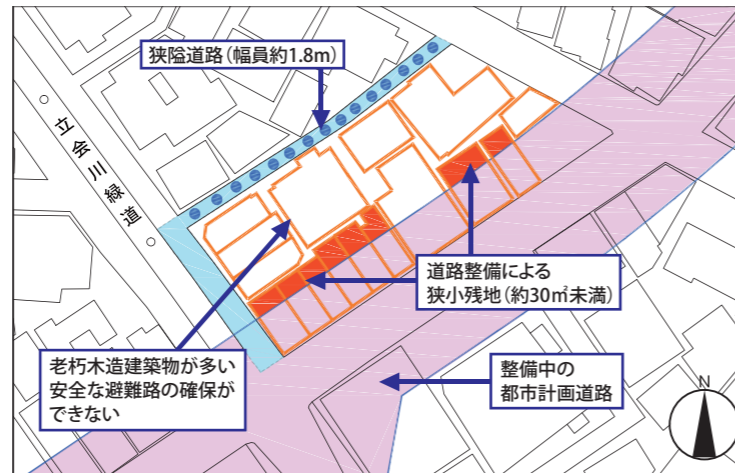 狭隘道路(幅員約1.8m)
立会川緑道
道路整備による
狭小残地(約30㎡未満)
老朽木造建築物が多い
安全な避難路の確保が
できない
整備中の
都市計画道路
N